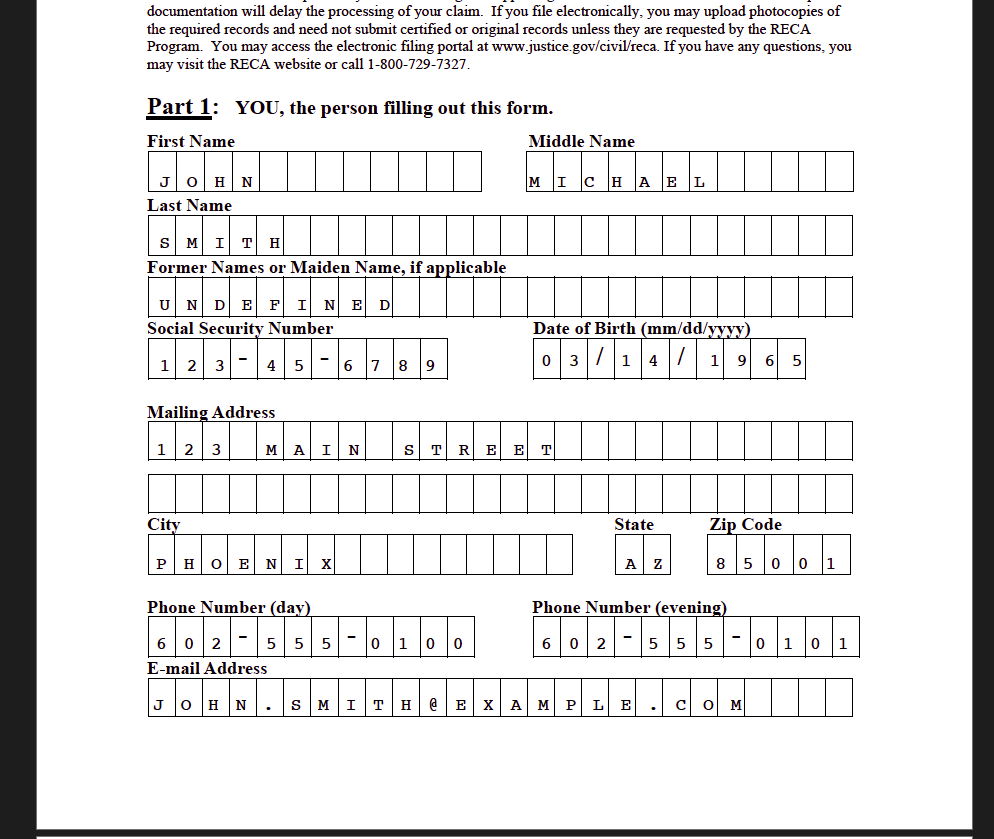 documentation will delay the processing of your claim.  If you file electronically, you may upload photocopies of
the required records and need not submit certified or original records unless they are requested by the RECA
Program.  You may access the electronic filing portal at www.justice.gov/civil/reca. If you have any questions, you
may visit the RECA website or call 1-800-729-7327.
Part 1:   YOU, the person filling out this form.
First Name   Middle Name
JOHN   MICHAEL
Last Name
SMITH
Former Names or Maiden Name, if applicable
UNDEFINED
Social Security Number   Date of Birth (mm/dd/yyyy)
123-45-6789   03/14/1965
Mailing Address
123 MAIN STREET
City   State   Zip Code
PHOENIX   AZ   85001
Phone Number (day)   Phone Number (evening)
602-555-0100   602-555-0101
E-mail Address
JOHN.SMITH@EXAMPLE.COM